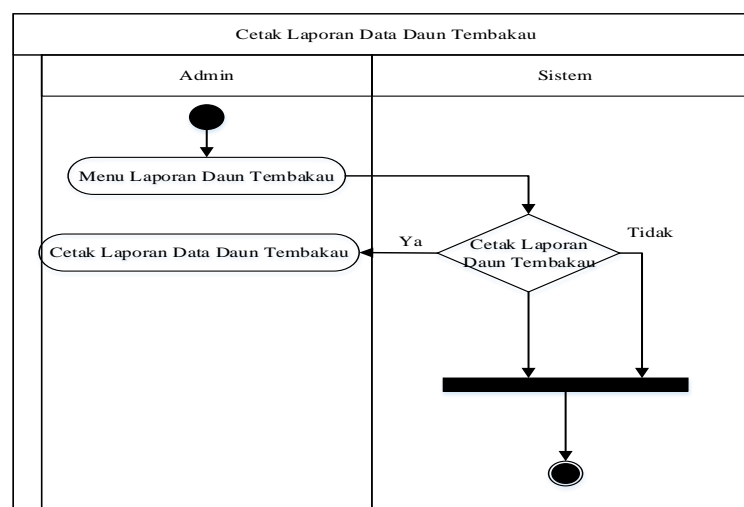 Cetak Laporan Data Daun Tembakau
Admin
Sistem
Menu Laporan Daun Tembakau
Cetak Laporan Data Daun Tembakau
Ya
Cetak Laporan
Daun Tembakau
Tidak